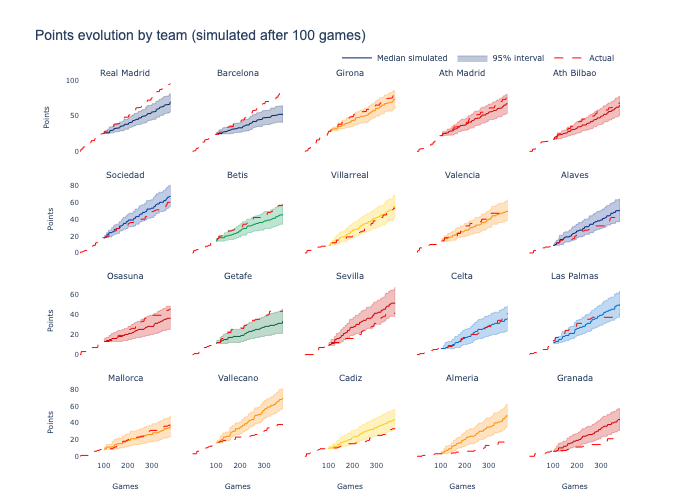 Points evolution by team (simulated after 100 games)
Median simulated 95% interval Actual
Real Madrid Barcelona Girona Ath Madrid Ath Bilbao
100
50
0
Points
Sociedad Betis Villarreal Valencia Alaves
80
60
40
20
0
Points
Osasuna Getafe Sevilla Celta Las Palmas
60
40
20
0
Points
Mallorca Vallecano Cadiz Almeria Granada
80
60
40
20
0
Points
100 200 300 100 200 300 100 200 300 100 200 300 100 200 300
Games Games Games Games Games